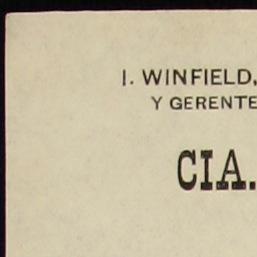 I. WINFIELD,
Y GERENTE
CIA.